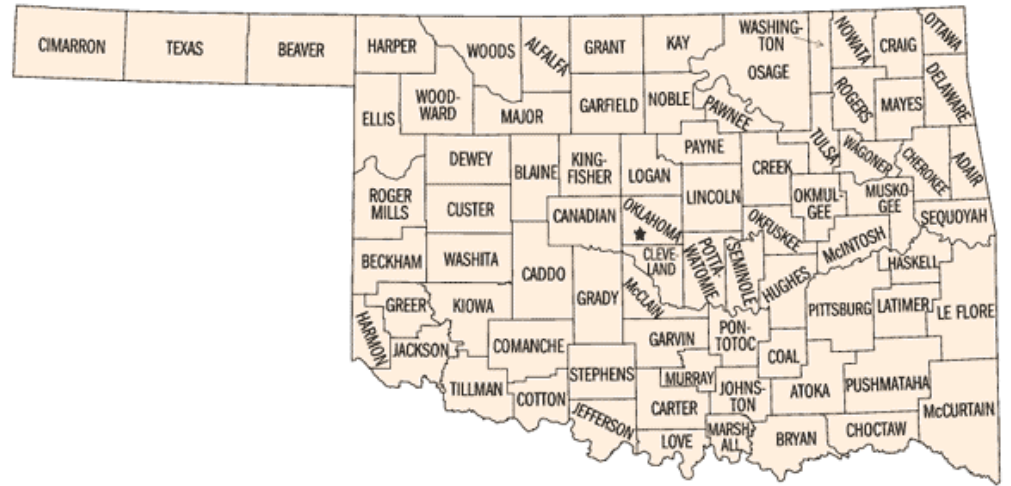 CIMARRON
TEXAS
BEAVER
HARPER
WOODS
ALFALFA
GRANT
KAY
WASHING-
TON
OSAGE
NOWATA
CRAIG
OTTAWA
ELLIS
WOOD-
WARD
MAJOR
GARFIELD
NOBLE
PAWNEE
ROGERS
MAYES
DELAWARE
DEWEY
BLAINE
KING-
FISHER
LOGAN
PAYNE
CREEK
TULSA
WAGONER
CHEROKEE
ADAIR
ROGER
MILLS
CUSTER
CANADIAN
OKLAHOMA
LINCOLN
OKFUSKEE
OKMUL-
GEE
MUSKO-
GEE
SEQUOYAH
BECKHAM
WASHITA
CADDO
GRADY
CLEVE-
LAND
McCLAIN
POTTA-
WATOMIE
SEMINOLE
HUGHES
McINTOSH
HASKELL
GREER
KIOWA
HARMON
JACKSON
COMANCHE
GARVIN
PON-
TOTOC
PITTSBURG
LATIMER
LE FLORE
COAL
TILLMAN
COTTON
STEPHENS
MURRAY
JOHNS-
TON
ATOKA
PUSHMATAHA
McCURTAIN
JEFFERSON
CARTER
LOVE
MARSH-
ALL
BRYAN
CHOCTAW